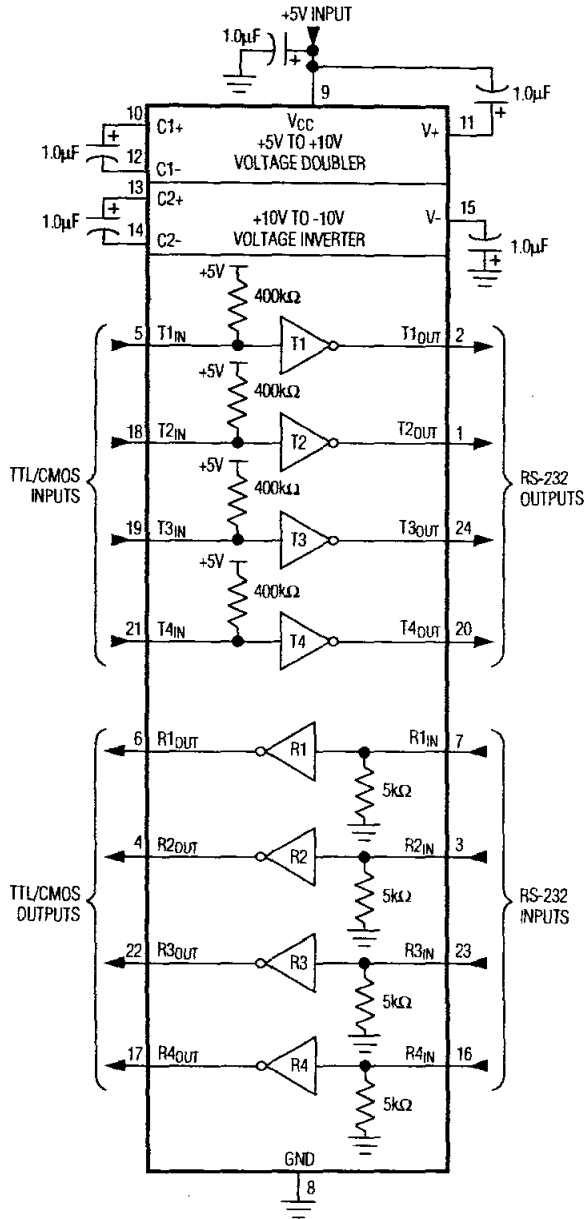 +5V INPUT
1.0µF
+
9
+
1.0µF
10
C1+
VCC
V+
11
+
1.0µF
+5V TO +10V
VOLTAGE DOUBLER
12
C1-
13
C2+
+
1.0µF
+10V TO -10V
VOLTAGE INVERTER
V-
15
14
C2-
1.0µF
+
+5V
400kΩ
5
T1IN
T1
T1OUT
2
+5V
400kΩ
18
T2IN
T2
T2OUT
1
TTL/CMOS
INPUTS
RS-232
OUTPUTS
+5V
400kΩ
19
T3IN
T3
T3OUT
24
+5V
400kΩ
21
T4IN
T4
T4OUT
20
6
R1OUT
R1
R1IN
7
5kΩ
4
R2OUT
R2
R2IN
3
5kΩ
TTL/CMOS
OUTPUTS
RS-232
INPUTS
22
R3OUT
R3
R3IN
23
5kΩ
17
R4OUT
R4
R4IN
16
5kΩ
GND
8